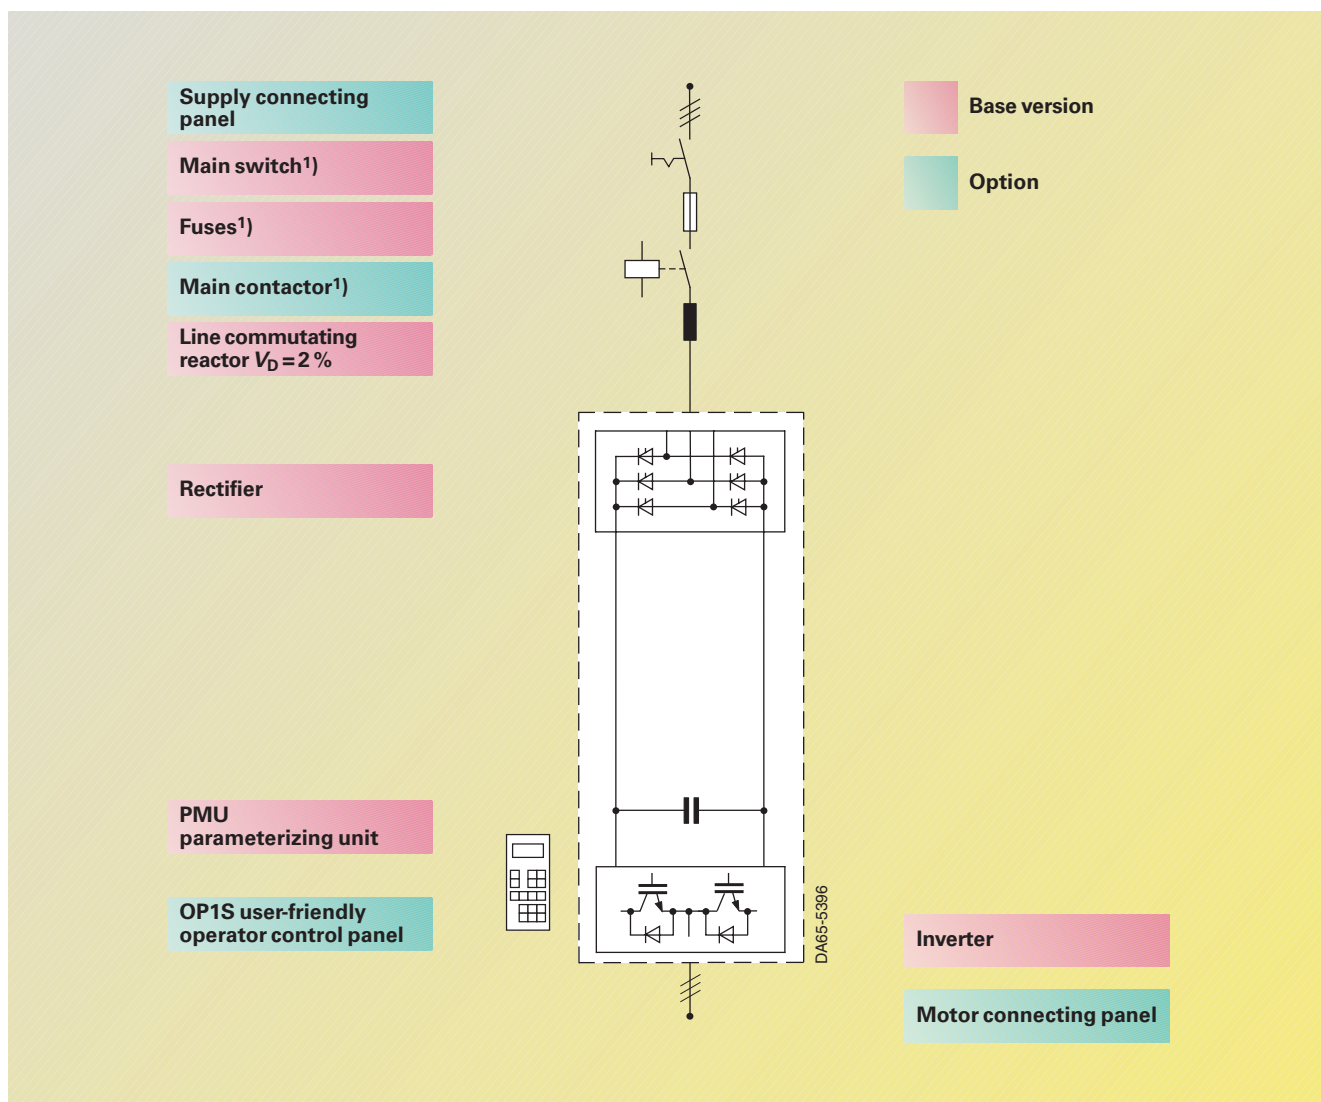 Supply connecting
panel
Main switch¹)
Fuses¹)
Main contactor¹)
Line commutating
reactor VD = 2 %
Rectifier
PMU
parameterizing unit
OP1S user-friendly
operator control panel
Base version
Option
DA65-5396
Inverter
Motor connecting panel